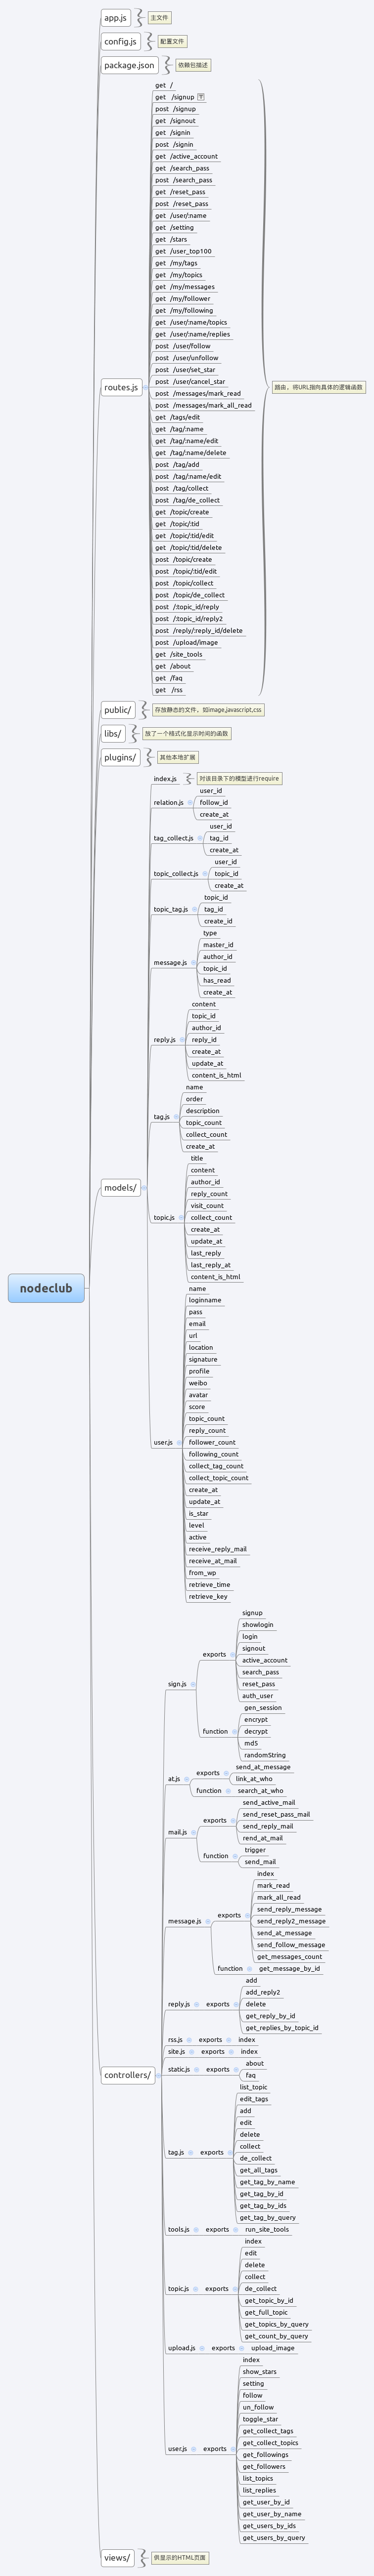 app.js
主文件
config.js
配置文件
package.json
依赖包描述
get /
get /signup
post /signup
get /signout
get /signin
post /signin
get /active_account
get /search_pass
post /search_pass
get /reset_pass
post /reset_pass
get /user/:name
get /setting
get /stars
get /user_top100
get /my/tags
get /my/topics
get /my/messages
get /my/follower
get /my/following
get /user/:name/topics
get /user/:name/replies
post /user/follow
post /user/unfollow
post /user/set_star
routes.js
post /user/cancel_star
路由，将URL指向具体的逻辑函数
post /messages/mark_read
post /messages/mark_all_read
get /tags/edit
get /tag/:name
get /tag/:name/edit
get /tag/:name/delete
post /tag/add
post /tag/:name/edit
post /tag/collect
post /tag/de_collect
get /topic/create
get /topic/:tid
get /topic/:tid/edit
get /topic/:tid/delete
post /topic/create
post /topic/:tid/edit
post /topic/collect
post /topic/de_collect
post /:topic_id/reply
post /:topic_id/reply2
post /reply/:reply_id/delete
post /upload/image
get /site_tools
get /about
get /faq
get /rss
public/
存放静态的文件，如image,javascript,css
libs/
放了一个格式化显示时间的函数
plugins/
其他本地扩展
index.js
对该目录下的模型进行require
relation.js
user_id
follow_id
create_at
tag_collect.js
user_id
tag_id
create_at
topic_collect.js
user_id
topic_id
create_at
topic_tag.js
topic_id
tag_id
create_id
message.js
type
master_id
author_id
topic_id
has_read
create_at
reply.js
content
topic_id
author_id
reply_id
create_at
update_at
content_is_html
tag.js
name
order
description
topic_count
collect_count
create_at
models/
topic.js
title
content
author_id
reply_count
visit_count
collect_count
create_at
update_at
last_reply
last_reply_at
content_is_html
nodeclub
user.js
name
loginname
pass
email
url
location
signature
profile
weibo
avatar
score
topic_count
reply_count
follower_count
following_count
collect_tag_count
collect_topic_count
create_at
update_at
is_star
level
active
receive_reply_mail
receive_at_mail
from_wp
retrieve_time
retrieve_key
sign.js
exports
signup
showlogin
login
signout
active_account
search_pass
reset_pass
auth_user
function
gen_session
encrypt
decrypt
md5
randomString
at.js
exports
send_at_message
link_at_who
function
search_at_who
mail.js
exports
send_active_mail
send_reset_pass_mail
send_reply_mail
rend_at_mail
function
trigger
send_mail
message.js
exports
index
mark_read
mark_all_read
send_reply_message
send_reply2_message
send_at_message
send_follow_message
get_messages_count
function
get_message_by_id
reply.js
exports
add
add_reply2
delete
get_reply_by_id
get_replies_by_topic_id
rss.js
exports
index
site.js
exports
index
controllers/
static.js
exports
about
faq
tag.js
exports
list_topic
edit_tags
add
edit
delete
collect
de_collect
get_all_tags
get_tag_by_name
get_tag_by_id
get_tag_by_ids
get_tag_by_query
tools.js
exports
run_site_tools
topic.js
exports
index
edit
delete
collect
de_collect
get_topic_by_id
get_full_topic
get_topics_by_query
get_count_by_query
upload.js
exports
upload_image
user.js
exports
index
show_stars
setting
follow
un_follow
toggle_star
get_collect_tags
get_collect_topics
get_followings
get_followers
list_topics
list_replies
get_user_by_id
get_user_by_name
get_users_by_ids
get_users_by_query
views/
供显示的HTML页面